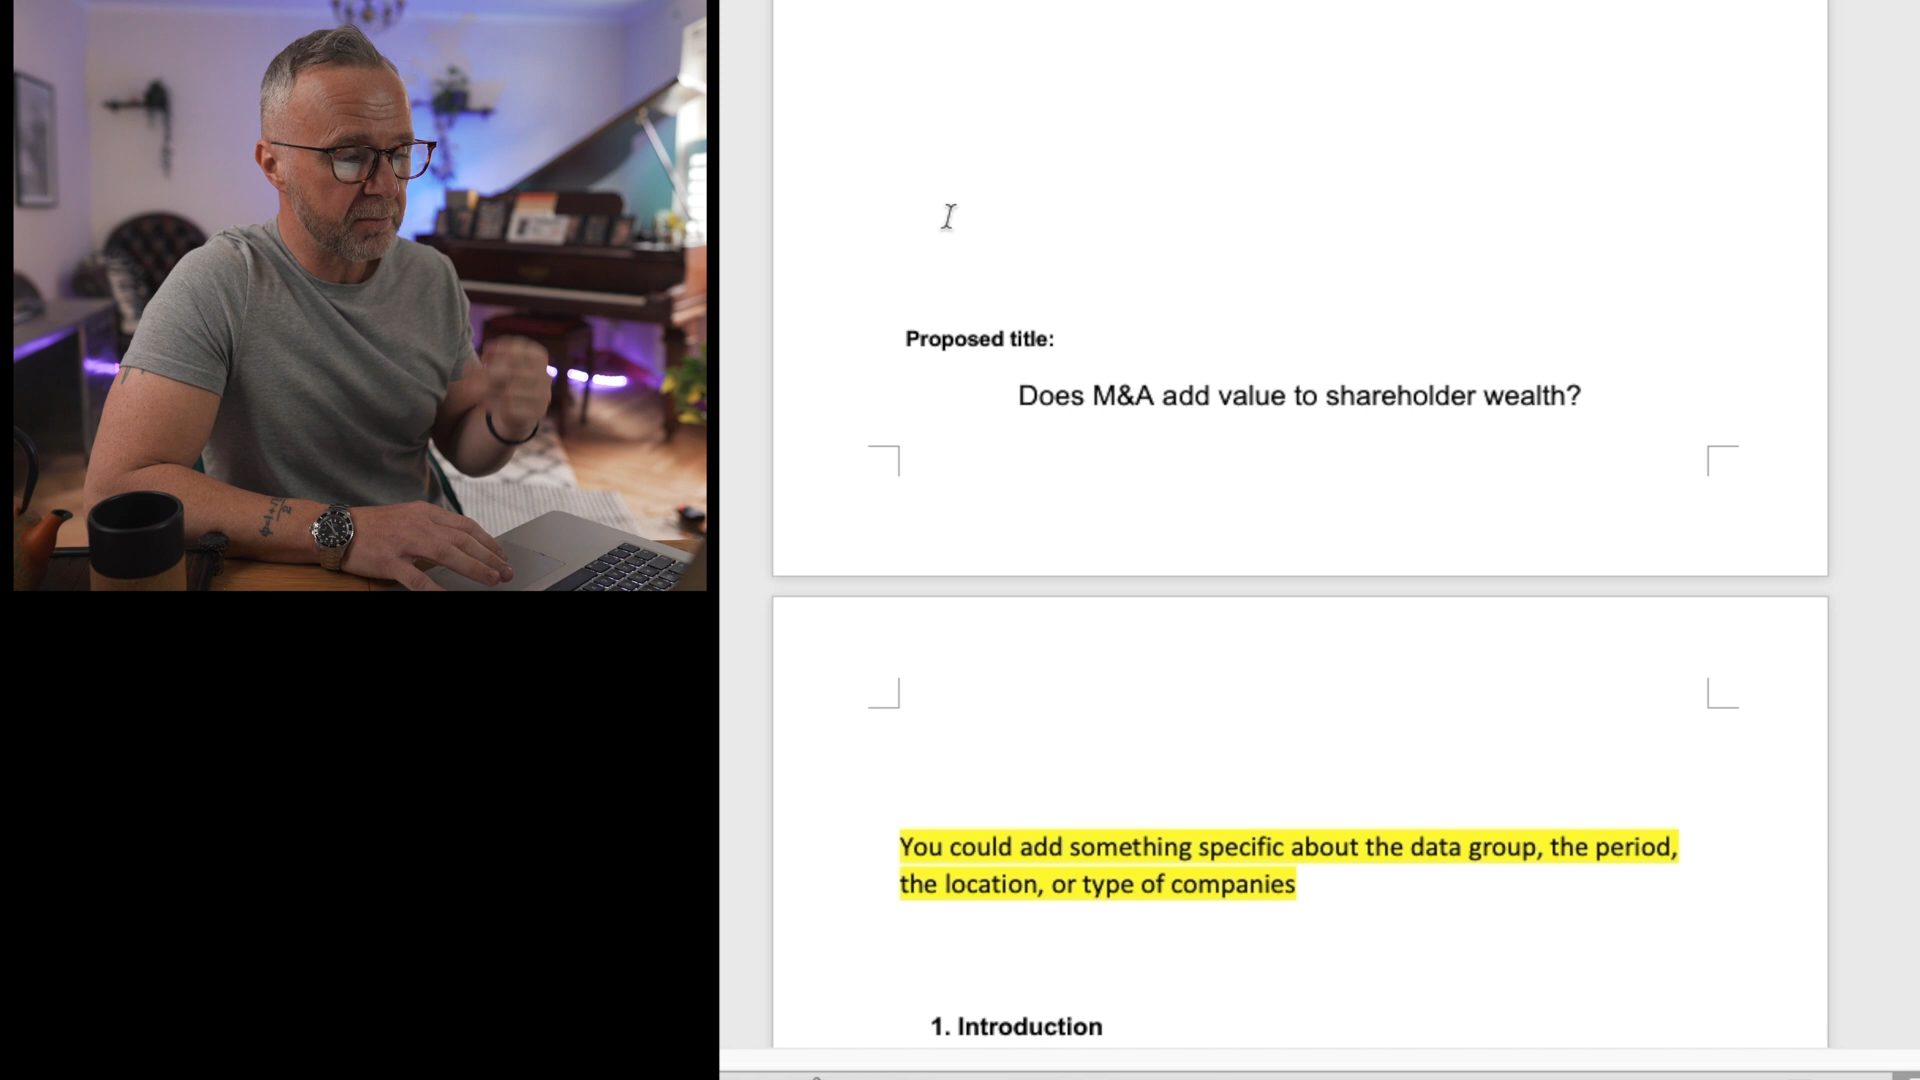 Proposed title:
Does M&A add value to shareholder wealth?
You could add something specific about the data group, the period,
the location, or type of companies
1. Introduction